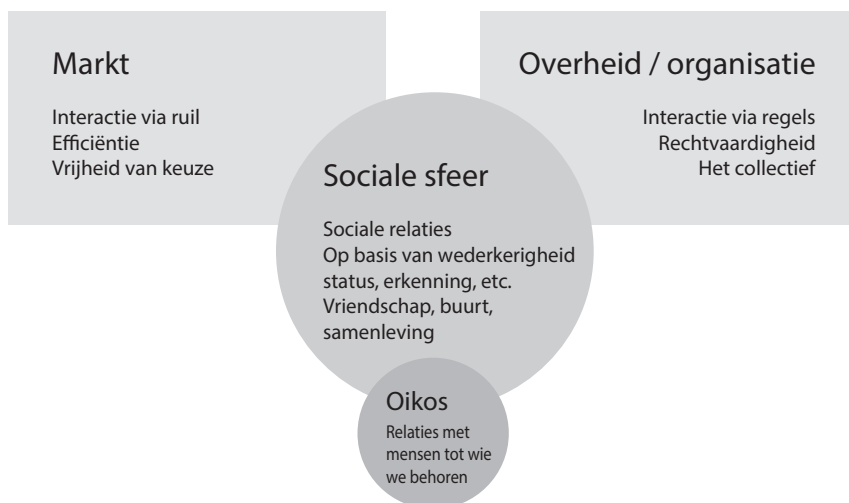 Markt
Interactie via ruil
Efficiëntie
Vrijheid van keuze
Overheid / organisatie
Interactie via regels
Rechtvaardigheid
Het collectief
Sociale sfeer
Sociale relaties
Op basis van wederkerigheid
status, erkenning, etc.
Vriendschap, buurt,
samenleving
Oikos
Relaties met
mensen tot wie
we behoren